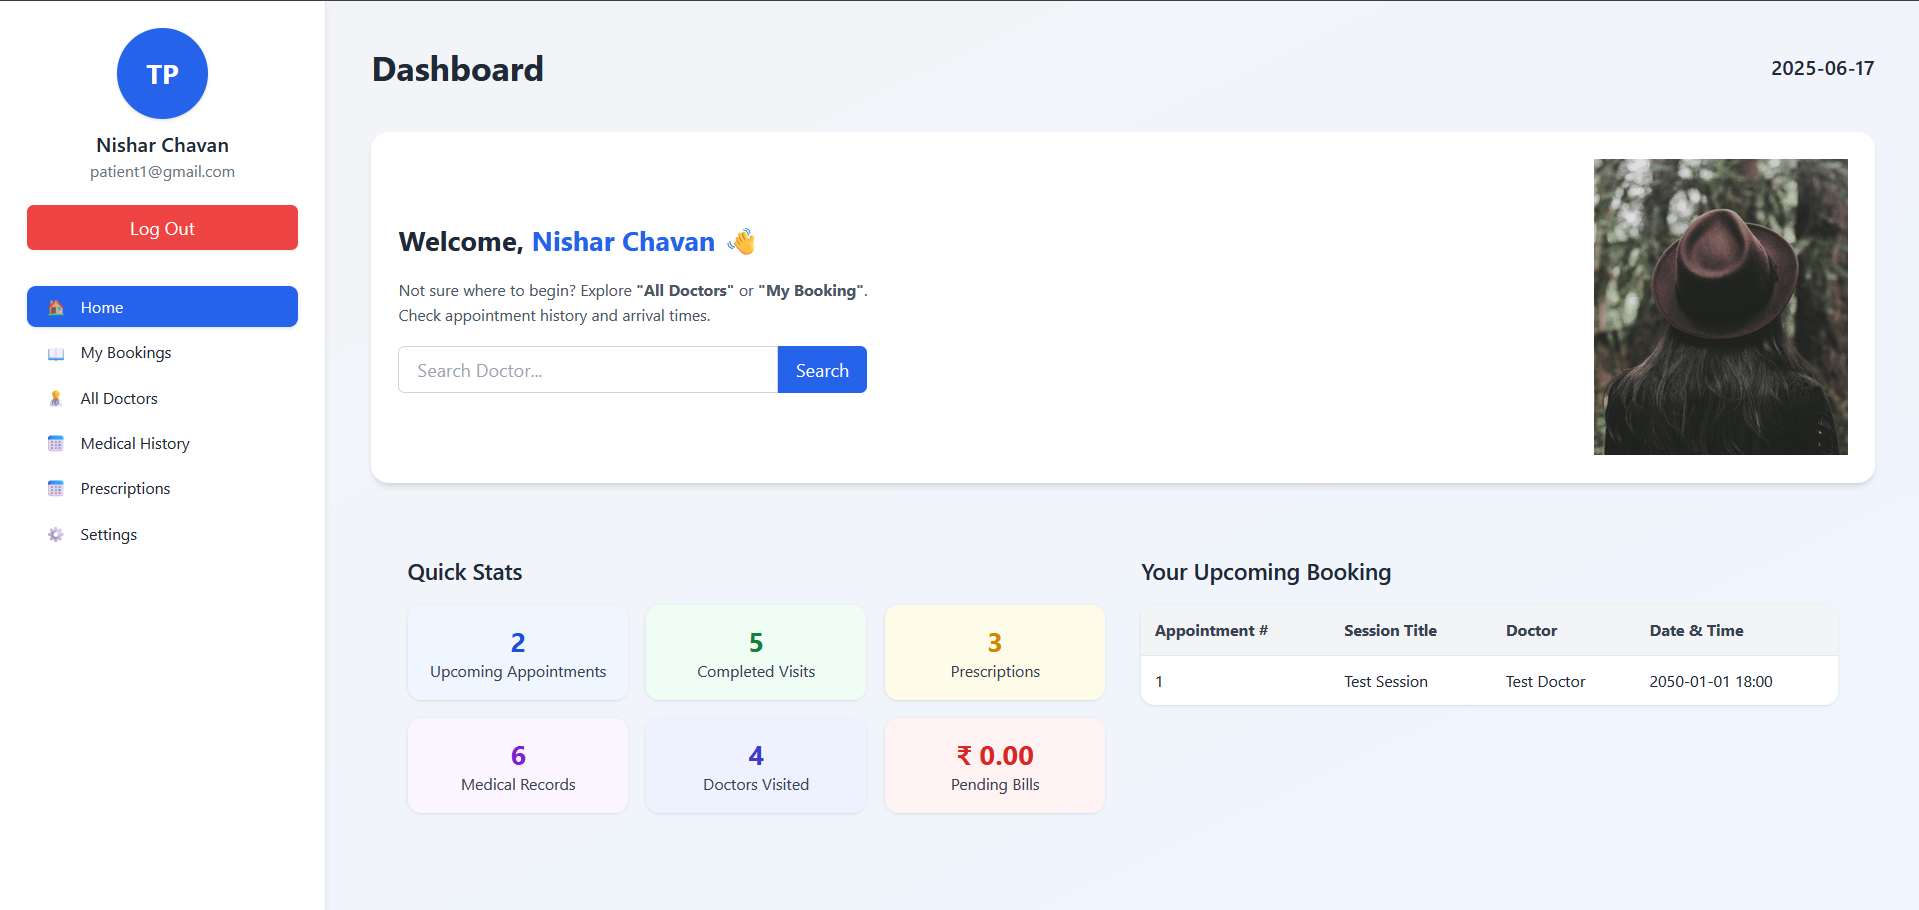 TP
Nishar Chavan
patient1@gmail.com
Log Out
Home
My Bookings
All Doctors
Medical History
Prescriptions
Settings
Dashboard
2025-06-17
Welcome, Nishar Chavan 👋
Not sure where to begin? Explore "All Doctors" or "My Booking".
Check appointment history and arrival times.
Search Doctor...
Search
Quick Stats
2
Upcoming Appointments
5
Completed Visits
3
Prescriptions
6
Medical Records
4
Doctors Visited
₹ 0.00
Pending Bills
Your Upcoming Booking
Appointment # Session Title Doctor Date & Time
1 Test Session Test Doctor 2050-01-01 18:00